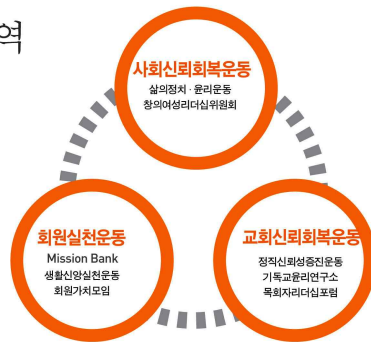 역
사회신뢰회복운동
삶의정치 · 윤리운동
창의여성리더십위원회
회원실천운동
Mission Bank
생활신앙실천운동
회원가치모임
교회신뢰회복운동
정직신뢰성증진운동
기독교윤리연구소
목회자리더십포럼